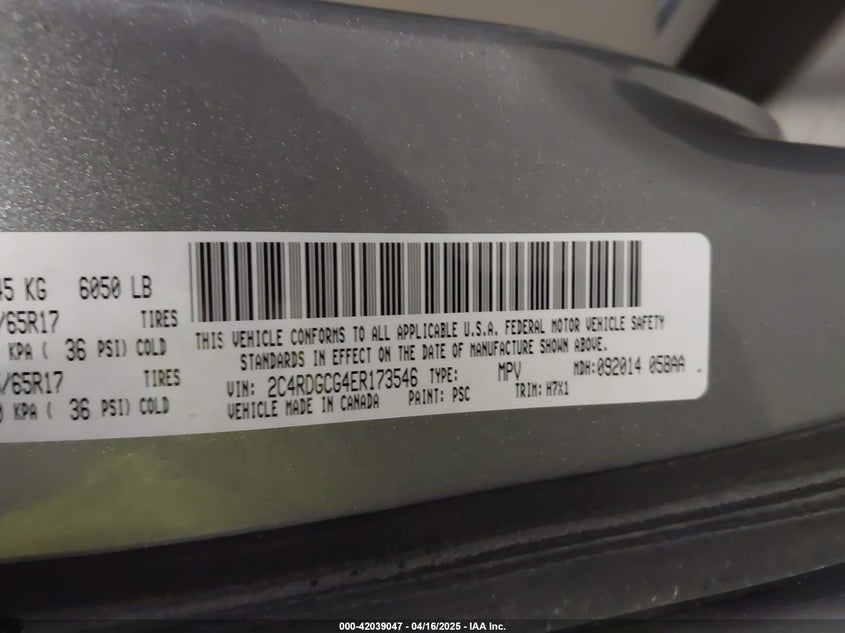 45 KG 6050 LB
/65R17 TIRES
KPA ( 36 PSI) COLD
/65R17 TIRES
0 KPA ( 36 PSI) COLD
THIS VEHICLE CONFORMS TO ALL APPLICABLE U.S.A. FEDERAL MOTOR VEHICLE SAFETY
STANDARDS IN EFFECT ON THE DATE OF MANUFACTURE SHOWN ABOVE.
VIN: 2C4RDGCG4ER173546 TYPE: MPV MDH: 092014 058AA
VEHICLE MADE IN CANADA PAINT: PSC TRIM: H7X1
000-42039047 - 04/16/2025 - IAA Inc.